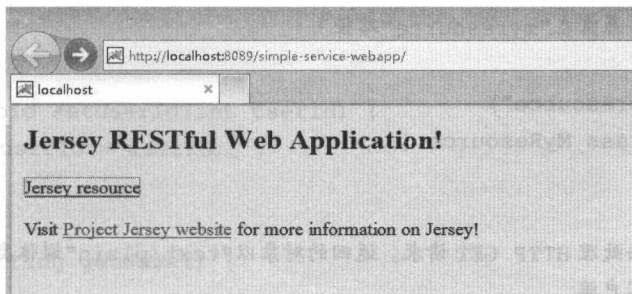 http://localhost:8089/simple-service-webapp/
localhost
Jersey RESTful Web Application!
Jersey resource
Visit Project Jersey website for more information on Jersey!